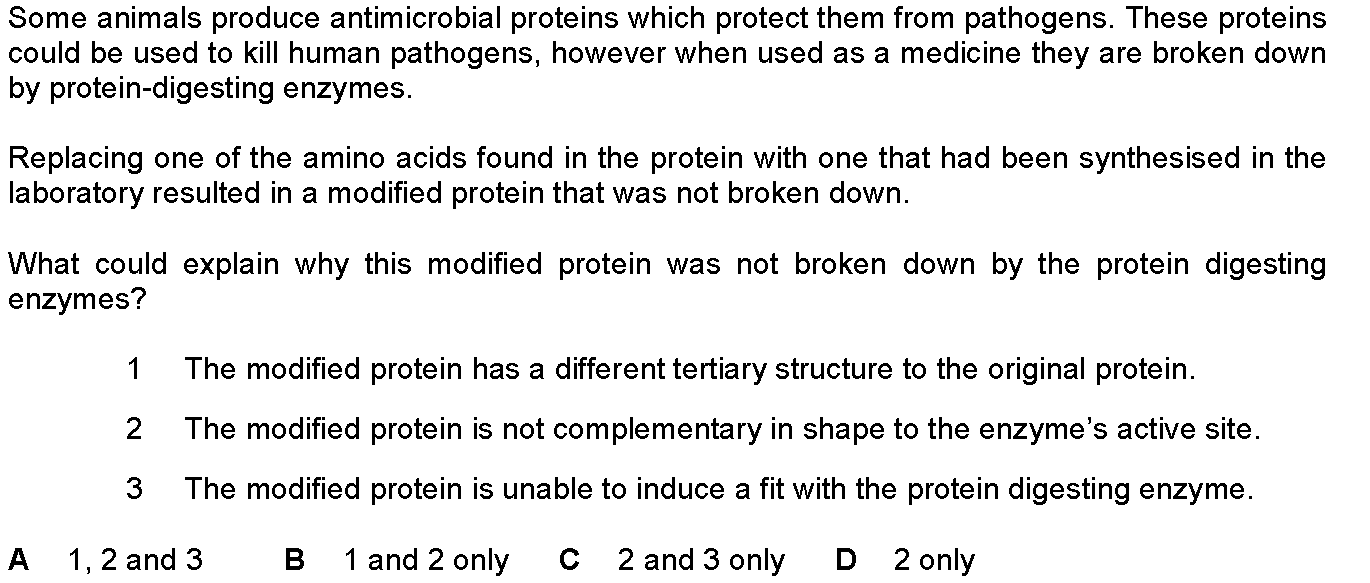 Some animals produce antimicrobial proteins which protect them from pathogens. These proteins
could be used to kill human pathogens, however when used as a medicine they are broken down
by protein-digesting enzymes.
Replacing one of the amino acids found in the protein with one that had been synthesised in the
laboratory resulted in a modified protein that was not broken down.
What could explain why this modified protein was not broken down by the protein digesting
enzymes?
1 The modified protein has a different tertiary structure to the original protein.
2 The modified protein is not complementary in shape to the enzyme's active site.
3 The modified protein is unable to induce a fit with the protein digesting enzyme.
A 1, 2 and 3 B 1 and 2 only C 2 and 3 only D 2 only